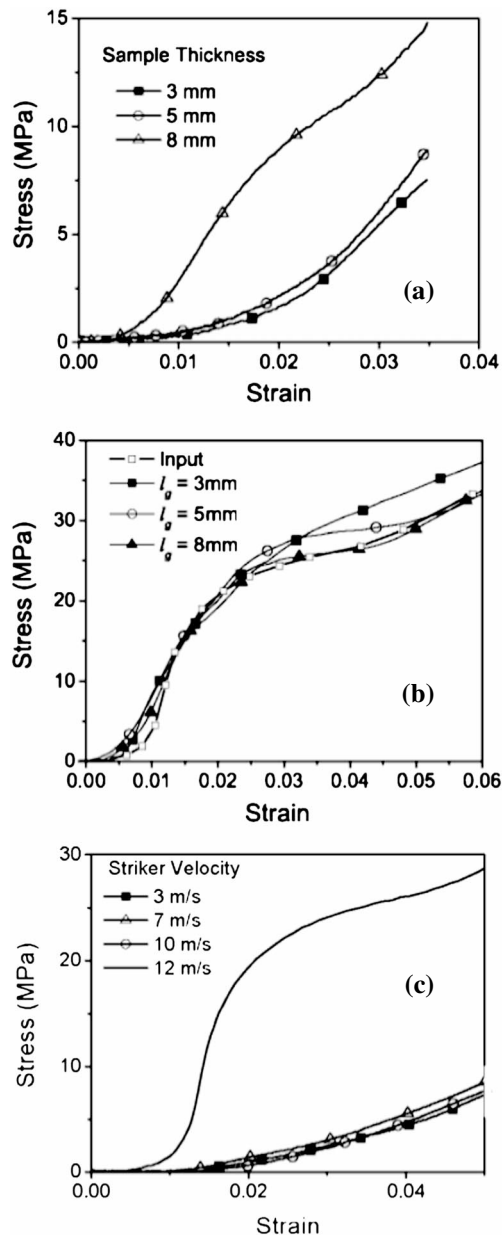 15
Sample Thickness
3 mm
5 mm
8 mm
10
Stress (MPa)
5
(a)
0
0.00 0.01 0.02 0.03 0.04
Strain
40
Input
l_g = 3mm
l_g = 5mm
l_g = 8mm
30
Stress (MPa)
20
10
(b)
0
0.00 0.01 0.02 0.03 0.04 0.05 0.06
Strain
30
Striker Velocity
3 m/s
7 m/s
10 m/s
12 m/s
20
(c)
Stress (MPa)
10
0
0.00 0.02 0.04
Strain